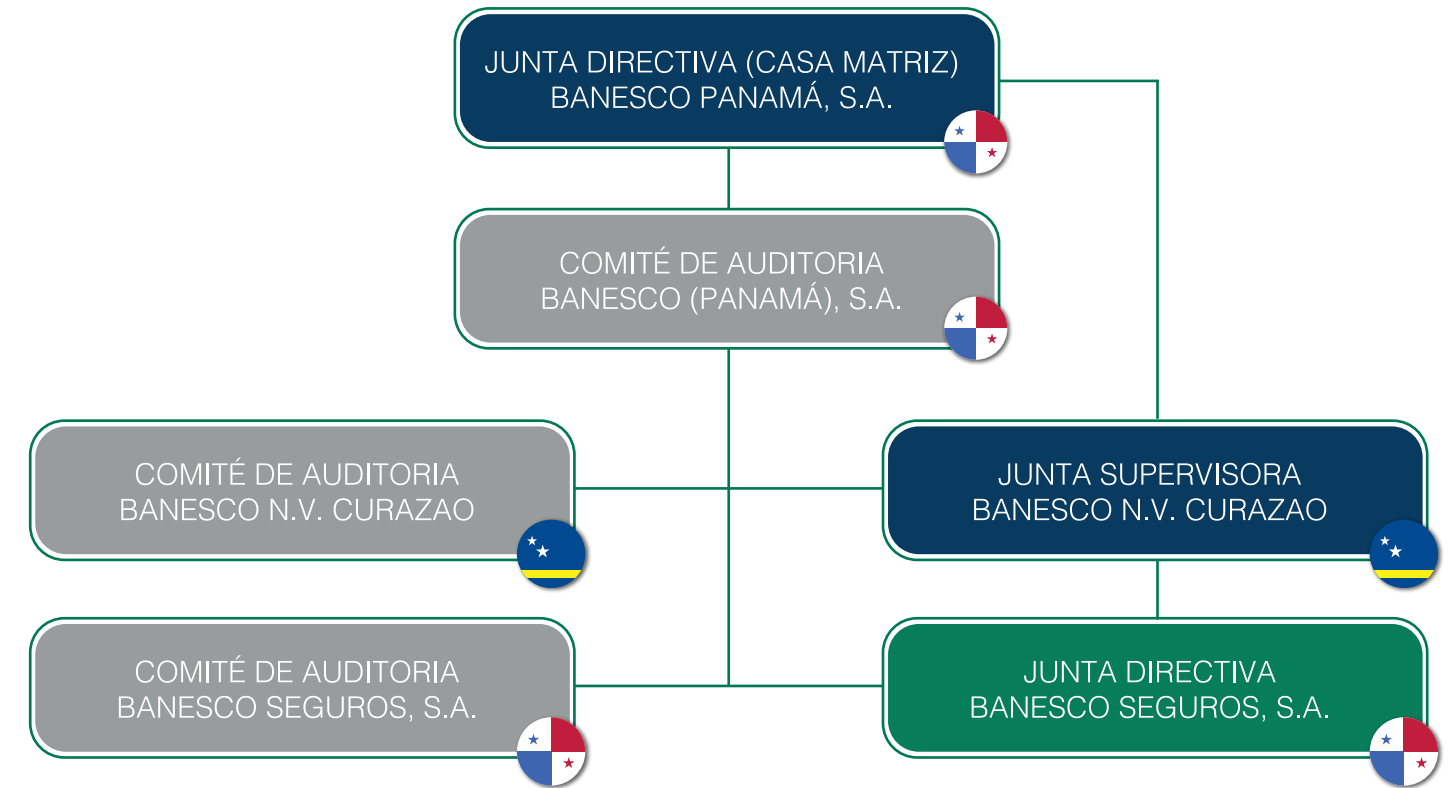 JUNTA DIRECTIVA (CASA MATRIZ)
BANESCO PANAMÁ, S.A.
COMITÉ DE AUDITORIA
BANESCO (PANAMÁ), S.A.
COMITÉ DE AUDITORIA
BANESCO N.V. CURAZAO
JUNTA SUPERVISORA
BANESCO N.V. CURAZAO
COMITÉ DE AUDITORIA
BANESCO SEGUROS, S.A.
JUNTA DIRECTIVA
BANESCO SEGUROS, S.A.